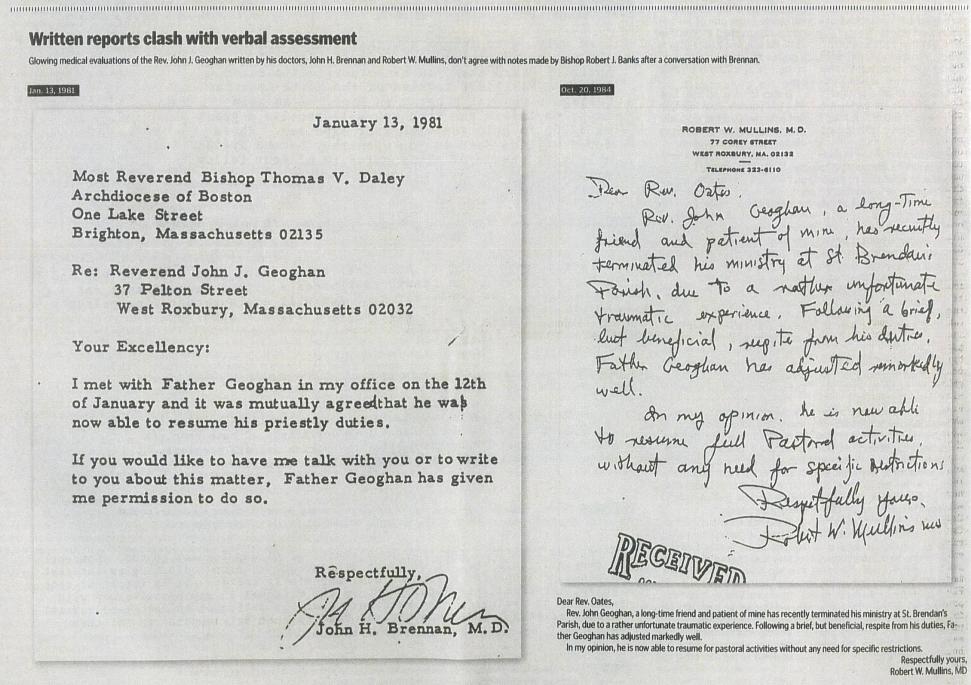 Written reports clash with verbal assessment
Glowing medical evaluations of the Rev. John J. Geoghan written by his doctors, John H. Brennan and Robert W. Mullins, don't agree with notes made by Bishop Robert J. Banks after a conversation with Brennan.
Jan. 13, 1981
January 13, 1981
Most Reverend Bishop Thomas V. Daley
Archdiocese of Boston
One Lake Street
Brighton, Massachusetts 02135
Re: Reverend John J. Geoghan
37 Pelton Street
West Roxbury, Massachusetts 02032
Your Excellency:
I met with Father Geoghan in my office on the 12th
of January and it was mutually agreed that he was
now able to resume his priestly duties.
If you would like to have me talk with you or to write
to you about this matter, Father Geoghan has given
me permission to do so.
Respectfully,
John H. Brennan, M.D.
Oct. 20, 1984
ROBERT W. MULLINS, M. D.
77 COREY STREET
WEST ROXBURY, MA. 02132
TELEPHONE 323-6110
Dear Rev. Oates,
Rev. John Geoghan, a long-time
friend and patient of mine, has recently
terminated his ministry at St. Brendan's
Parish, due to a rather unfortunate
traumatic experience. Following a brief,
but beneficial, respite from his duties,
Father Geoghan has adjusted remarkedly
well.
In my opinion, he is now able
to resume full Pastoral activities,
without any need for specific restrictions
Respectfully yours,
Robert W. Mullins MD
RECEIVED
Dear Rev. Oates,
Rev. John Geoghan, a long-time friend and patient of mine has recently terminated his ministry at St. Brendan's
Parish, due to a rather unfortunate traumatic experience. Following a brief, but beneficial, respite from his duties, Fa-
ther Geoghan has adjusted markedly well.
In my opinion, he is now able to resume for pastoral activities without any need for specific restrictions.
Respectfully yours,
Robert W. Mullins, MD